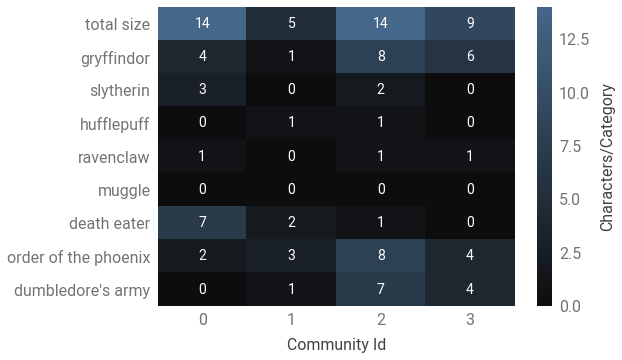 total size 14 5 14 9
gryffindor 4 1 8 6
slytherin 3 0 2 0
hufflepuff 0 1 1 0
ravenclaw 1 0 1 1
muggle 0 0 0 0
death eater 7 2 1 0
order of the phoenix 2 3 8 4
dumbledore's army 0 1 7 4
0 1 2 3
Community Id
12.5
10.0
7.5
5.0
2.5
0.0
Characters/Category